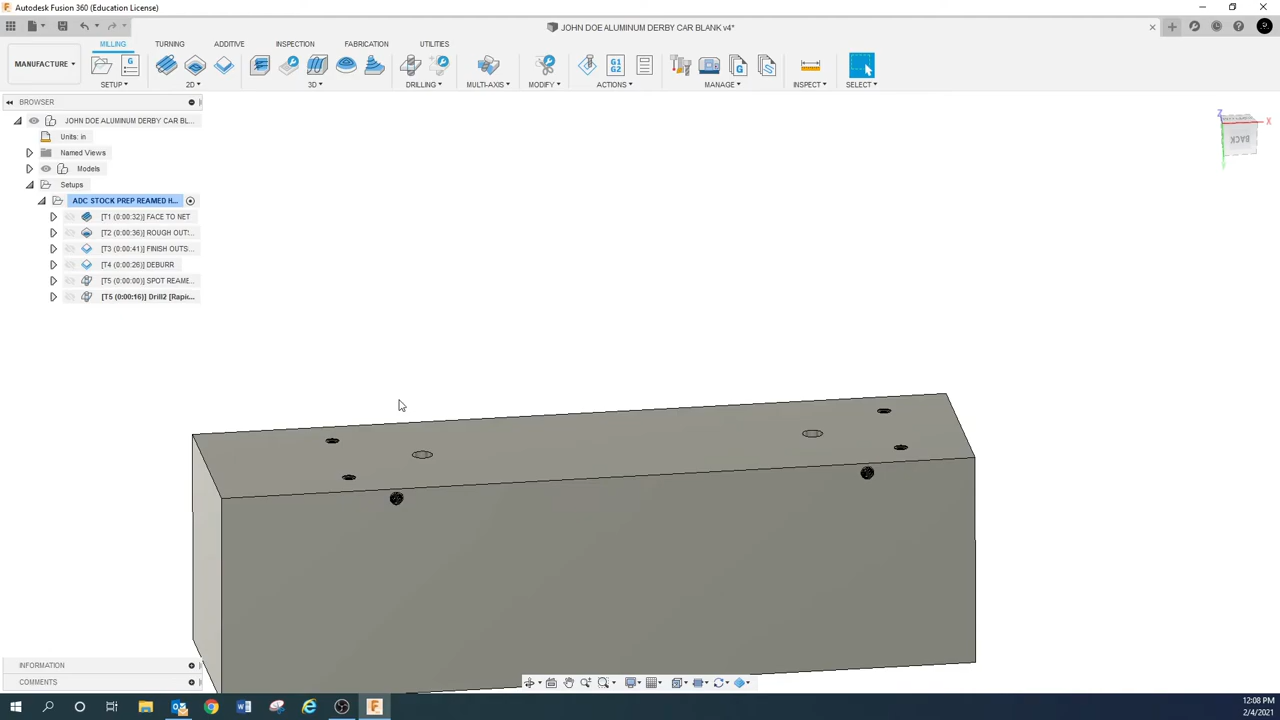 Autodesk Fusion 360 (Education License)
JOHN DOE ALUMINUM DERBY CAR BLANK v4*
MILLING TURNING ADDITIVE INSPECTION FABRICATION UTILITIES
MANUFACTURE
SETUP 2D 3D DRILLING MULTI-AXIS MODIFY ACTIONS MANAGE INSPECT SELECT
G
G1
G2
G
S
BROWSER
JOHN DOE ALUMINUM DERBY CAR BL...
Units: in
Named Views
Models
Setups
ADC STOCK PREP REAMED H...
[T1 (0:00:32)] FACE TO NET
[T2 (0:00:36)] ROUGH OUT:...
[T3 (0:00:41)] FINISH OUTS...
[T4 (0:00:26)] DEBURR
[T5 (0:00:00)] SPOT REAME...
[T5 (0:00:16)] Drill2 [Rapi...
Z
X
BACK
INFORMATION
COMMENTS
12:08 PM
2/4/2021